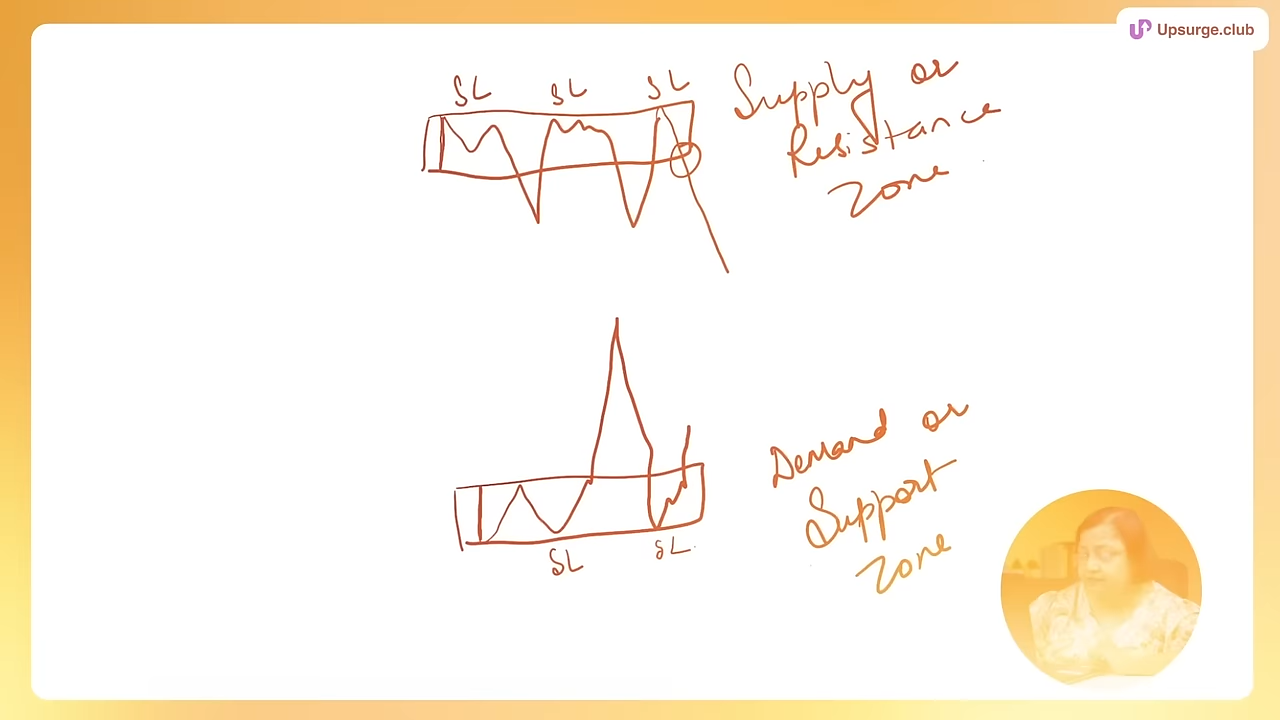 Upsurge.club
SL SL SL
Supply or
Resistance
Zone
Demand or
Support
Zone
SL SL